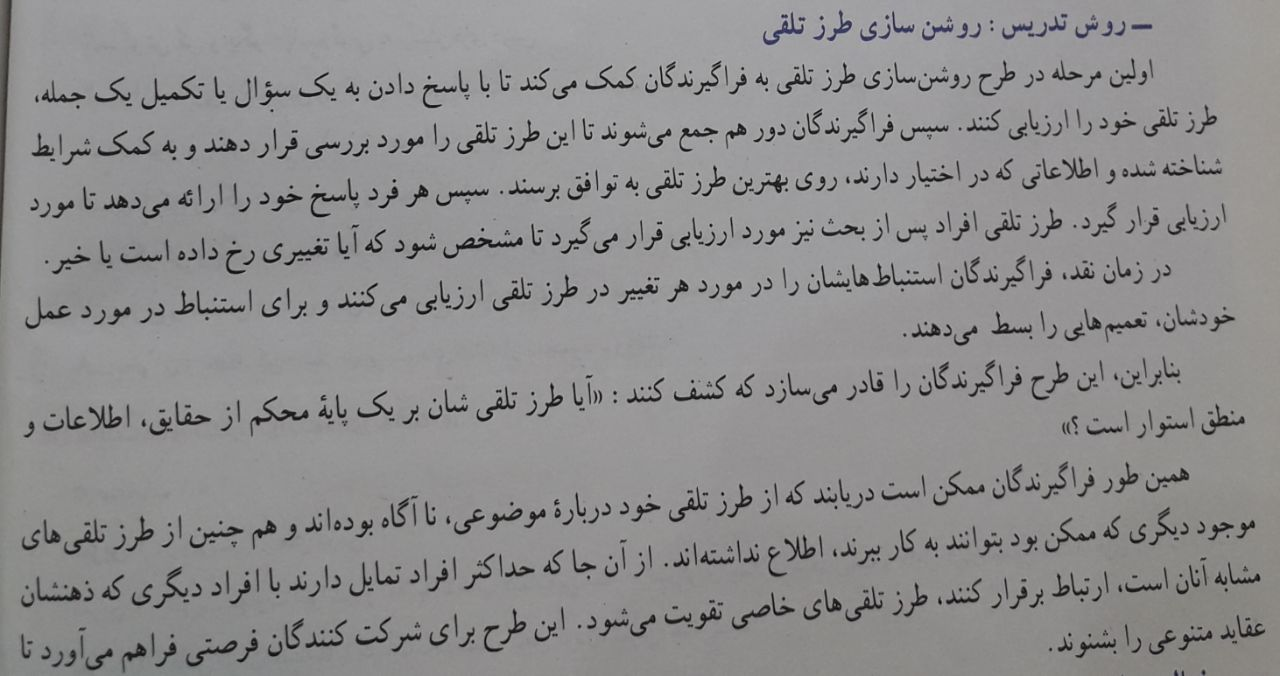 ـ روش تدریس : روشن سازی طرز تلقی
اولین مرحله در طرح روشن‌سازی طرز تلقی به فراگیرندگان کمک می‌کند تا با پاسخ دادن به یک سؤال یا تکمیل یک جمله،
طرز تلقی خود را ارزیابی کنند. سپس فراگیرندگان دور هم جمع می‌شوند تا این طرز تلقی را مورد بررسی قرار دهند و به کمک شرایط
شناخته شده و اطلاعاتی که در اختیار دارند، روی بهترین طرز تلقی به توافق برسند. سپس هر فرد پاسخ خود را ارائه می‌دهد تا مورد
ارزیابی قرار گیرد. طرز تلقی افراد پس از بحث نیز مورد ارزیابی قرار می‌گیرد تا مشخص شود که آیا تغییری رخ داده است یا خیر.
در زمان نقد، فراگیرندگان استنباط‌هایشان را در مورد هر تغییر در طرز تلقی ارزیابی می‌کنند و برای استنباط در مورد عمل
خودشان، تعمیم‌هایی را بسط می‌دهند.
بنابراین، این طرح فراگیرندگان را قادر می‌سازد که کشف کنند : «آیا طرز تلقی شان بر یک پایهٔ محکم از حقایق، اطلاعات و
منطق استوار است ؟»
همین طور فراگیرندگان ممکن است دریابند که از طرز تلقی خود دربارهٔ موضوعی، نا آگاه بوده‌اند و هم چنین از طرز تلقی‌های
موجود دیگری که ممکن بود بتوانند به کار ببرند، اطلاع نداشته‌اند. از آن جا که حداکثر افراد تمایل دارند با افراد دیگری که ذهنشان
مشابه آنان است، ارتباط برقرار کنند، طرز تلقی‌های خاصی تقویت می‌شود. این طرح برای شرکت کنندگان فرصتی فراهم می‌آورد تا
عقاید متنوعی را بشنوند.